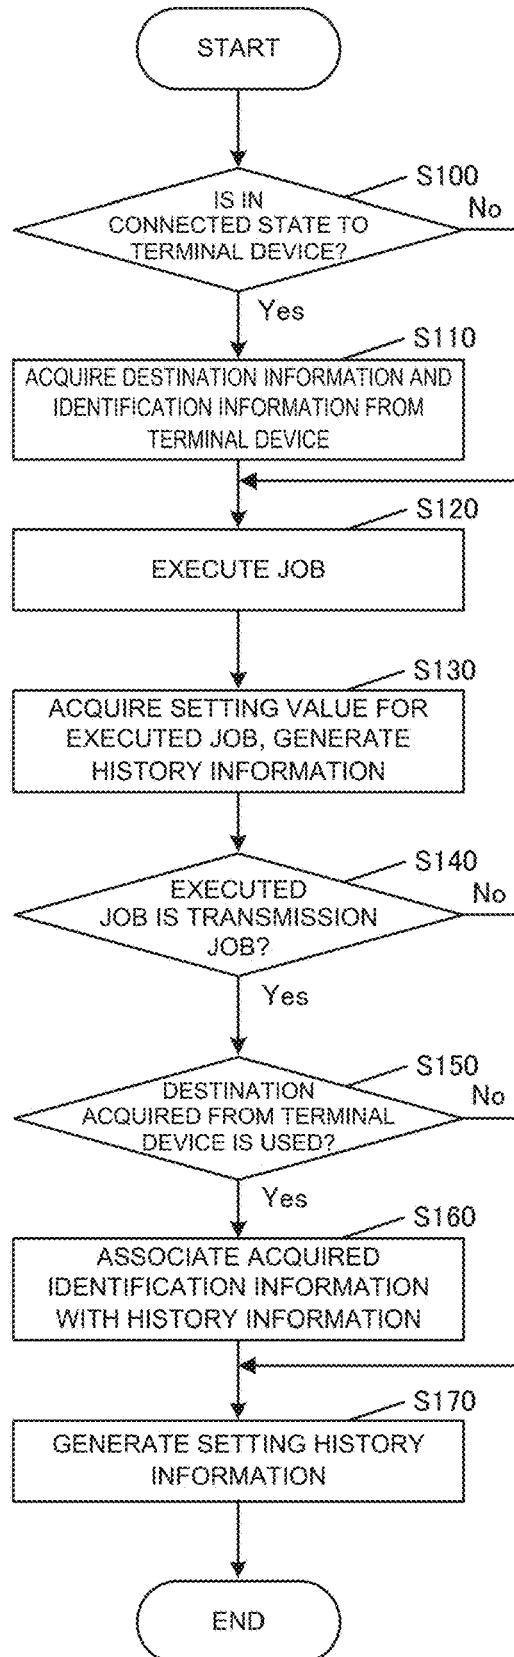 START
S100
IS IN
CONNECTED STATE TO
TERMINAL DEVICE?
No
Yes
S110
ACQUIRE DESTINATION INFORMATION AND
IDENTIFICATION INFORMATION FROM
TERMINAL DEVICE
S120
EXECUTE JOB
S130
ACQUIRE SETTING VALUE FOR
EXECUTED JOB, GENERATE
HISTORY INFORMATION
S140
EXECUTED
JOB IS TRANSMISSION
JOB?
No
Yes
S150
DESTINATION
ACQUIRED FROM TERMINAL
DEVICE IS USED?
No
Yes
S160
ASSOCIATE ACQUIRED
IDENTIFICATION INFORMATION
WITH HISTORY INFORMATION
S170
GENERATE SETTING HISTORY
INFORMATION
END